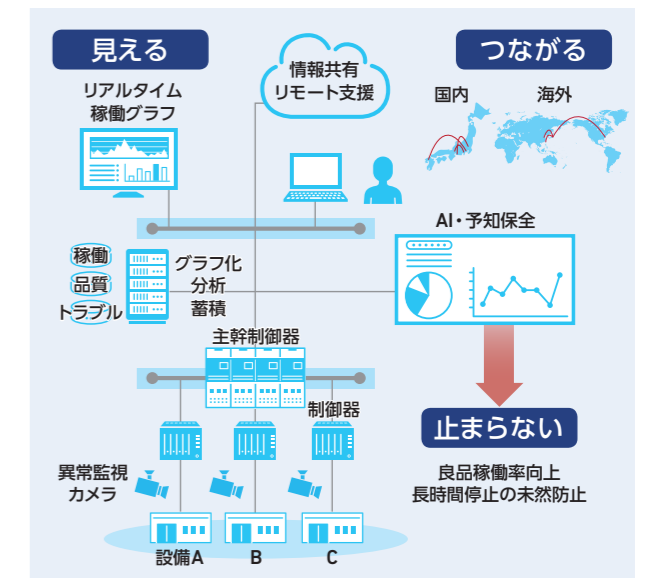 見える
つながる
情報共有
リモート支援
リアルタイム
稼働グラフ
国内
海外
AI・予知保全
稼働
品質
トラブル
グラフ化
分析
蓄積
主幹制御器
制御器
止まらない
良品稼働率向上
長時間停止の未然防止
異常監視
カメラ
設備A
B
C